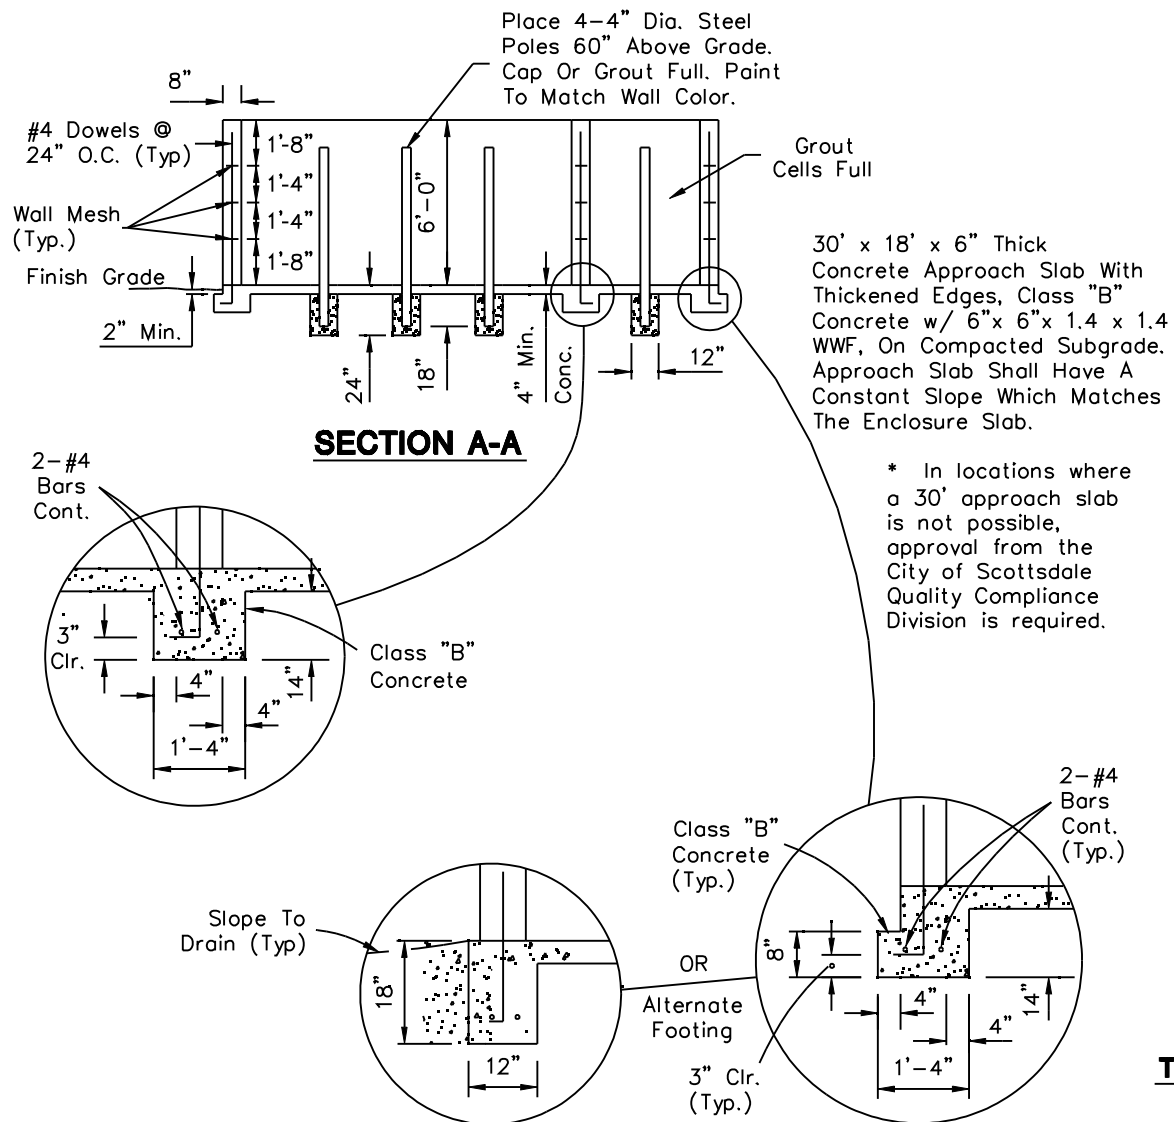 Place 4-4" Dia. Steel
Poles 60" Above Grade.
Cap Or Grout Full. Paint
To Match Wall Color.
8"
#4 Dowels @
24" O.C. (Typ)
Wall Mesh
(Typ.)
Finish Grade
2" Min.
1'-8"
1'-4"
1'-4"
1'-8"
6'-0"
Grout
Cells Full
24"
18"
4" Min.
Conc.
12"
30' x 18' x 6" Thick
Concrete Approach Slab With
Thickened Edges, Class "B"
Concrete w/ 6"x 6"x 1.4 x 1.4
WWF, On Compacted Subgrade.
Approach Slab Shall Have A
Constant Slope Which Matches
The Enclosure Slab.
* In locations where
a 30' approach slab
is not possible,
approval from the
City of Scottsdale
Quality Compliance
Division is required.
SECTION A-A
2-#4
Bars
Cont.
3"
Clr.
4"
4"
14"
1'-4"
Class "B"
Concrete
Slope To
Drain (Typ)
18"
12"
OR
Alternate
Footing
Class "B"
Concrete
(Typ.)
2-#4
Bars
Cont.
(Typ.)
8"
4"
4"
14"
1'-4"
3" Clr.
(Typ.)
T